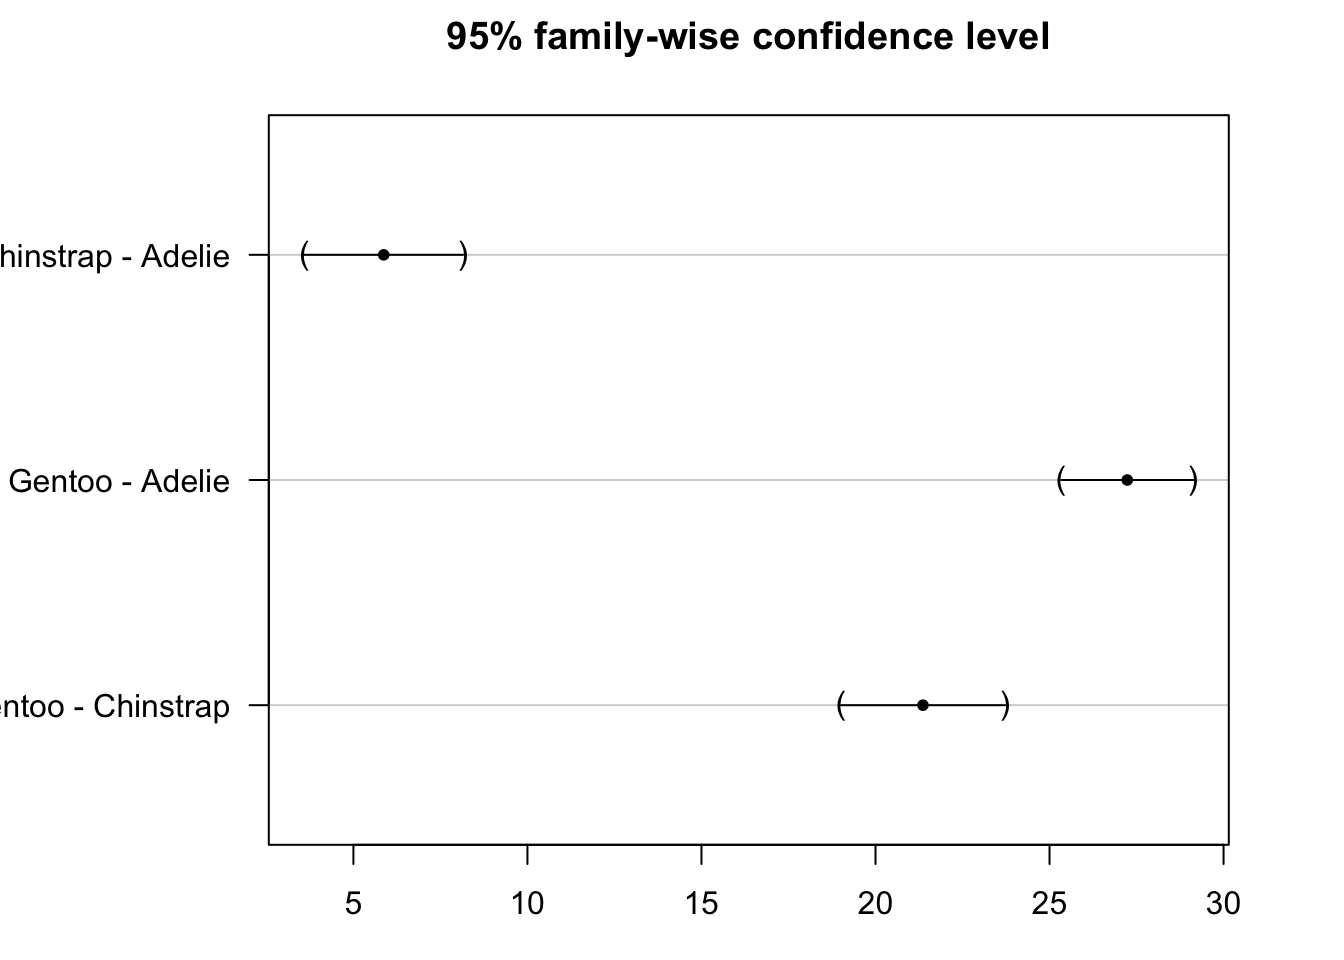 95% family-wise confidence level
hinstrap - Adelie
Gentoo - Adelie
entoo - Chinstrap
5 10 15 20 25 30